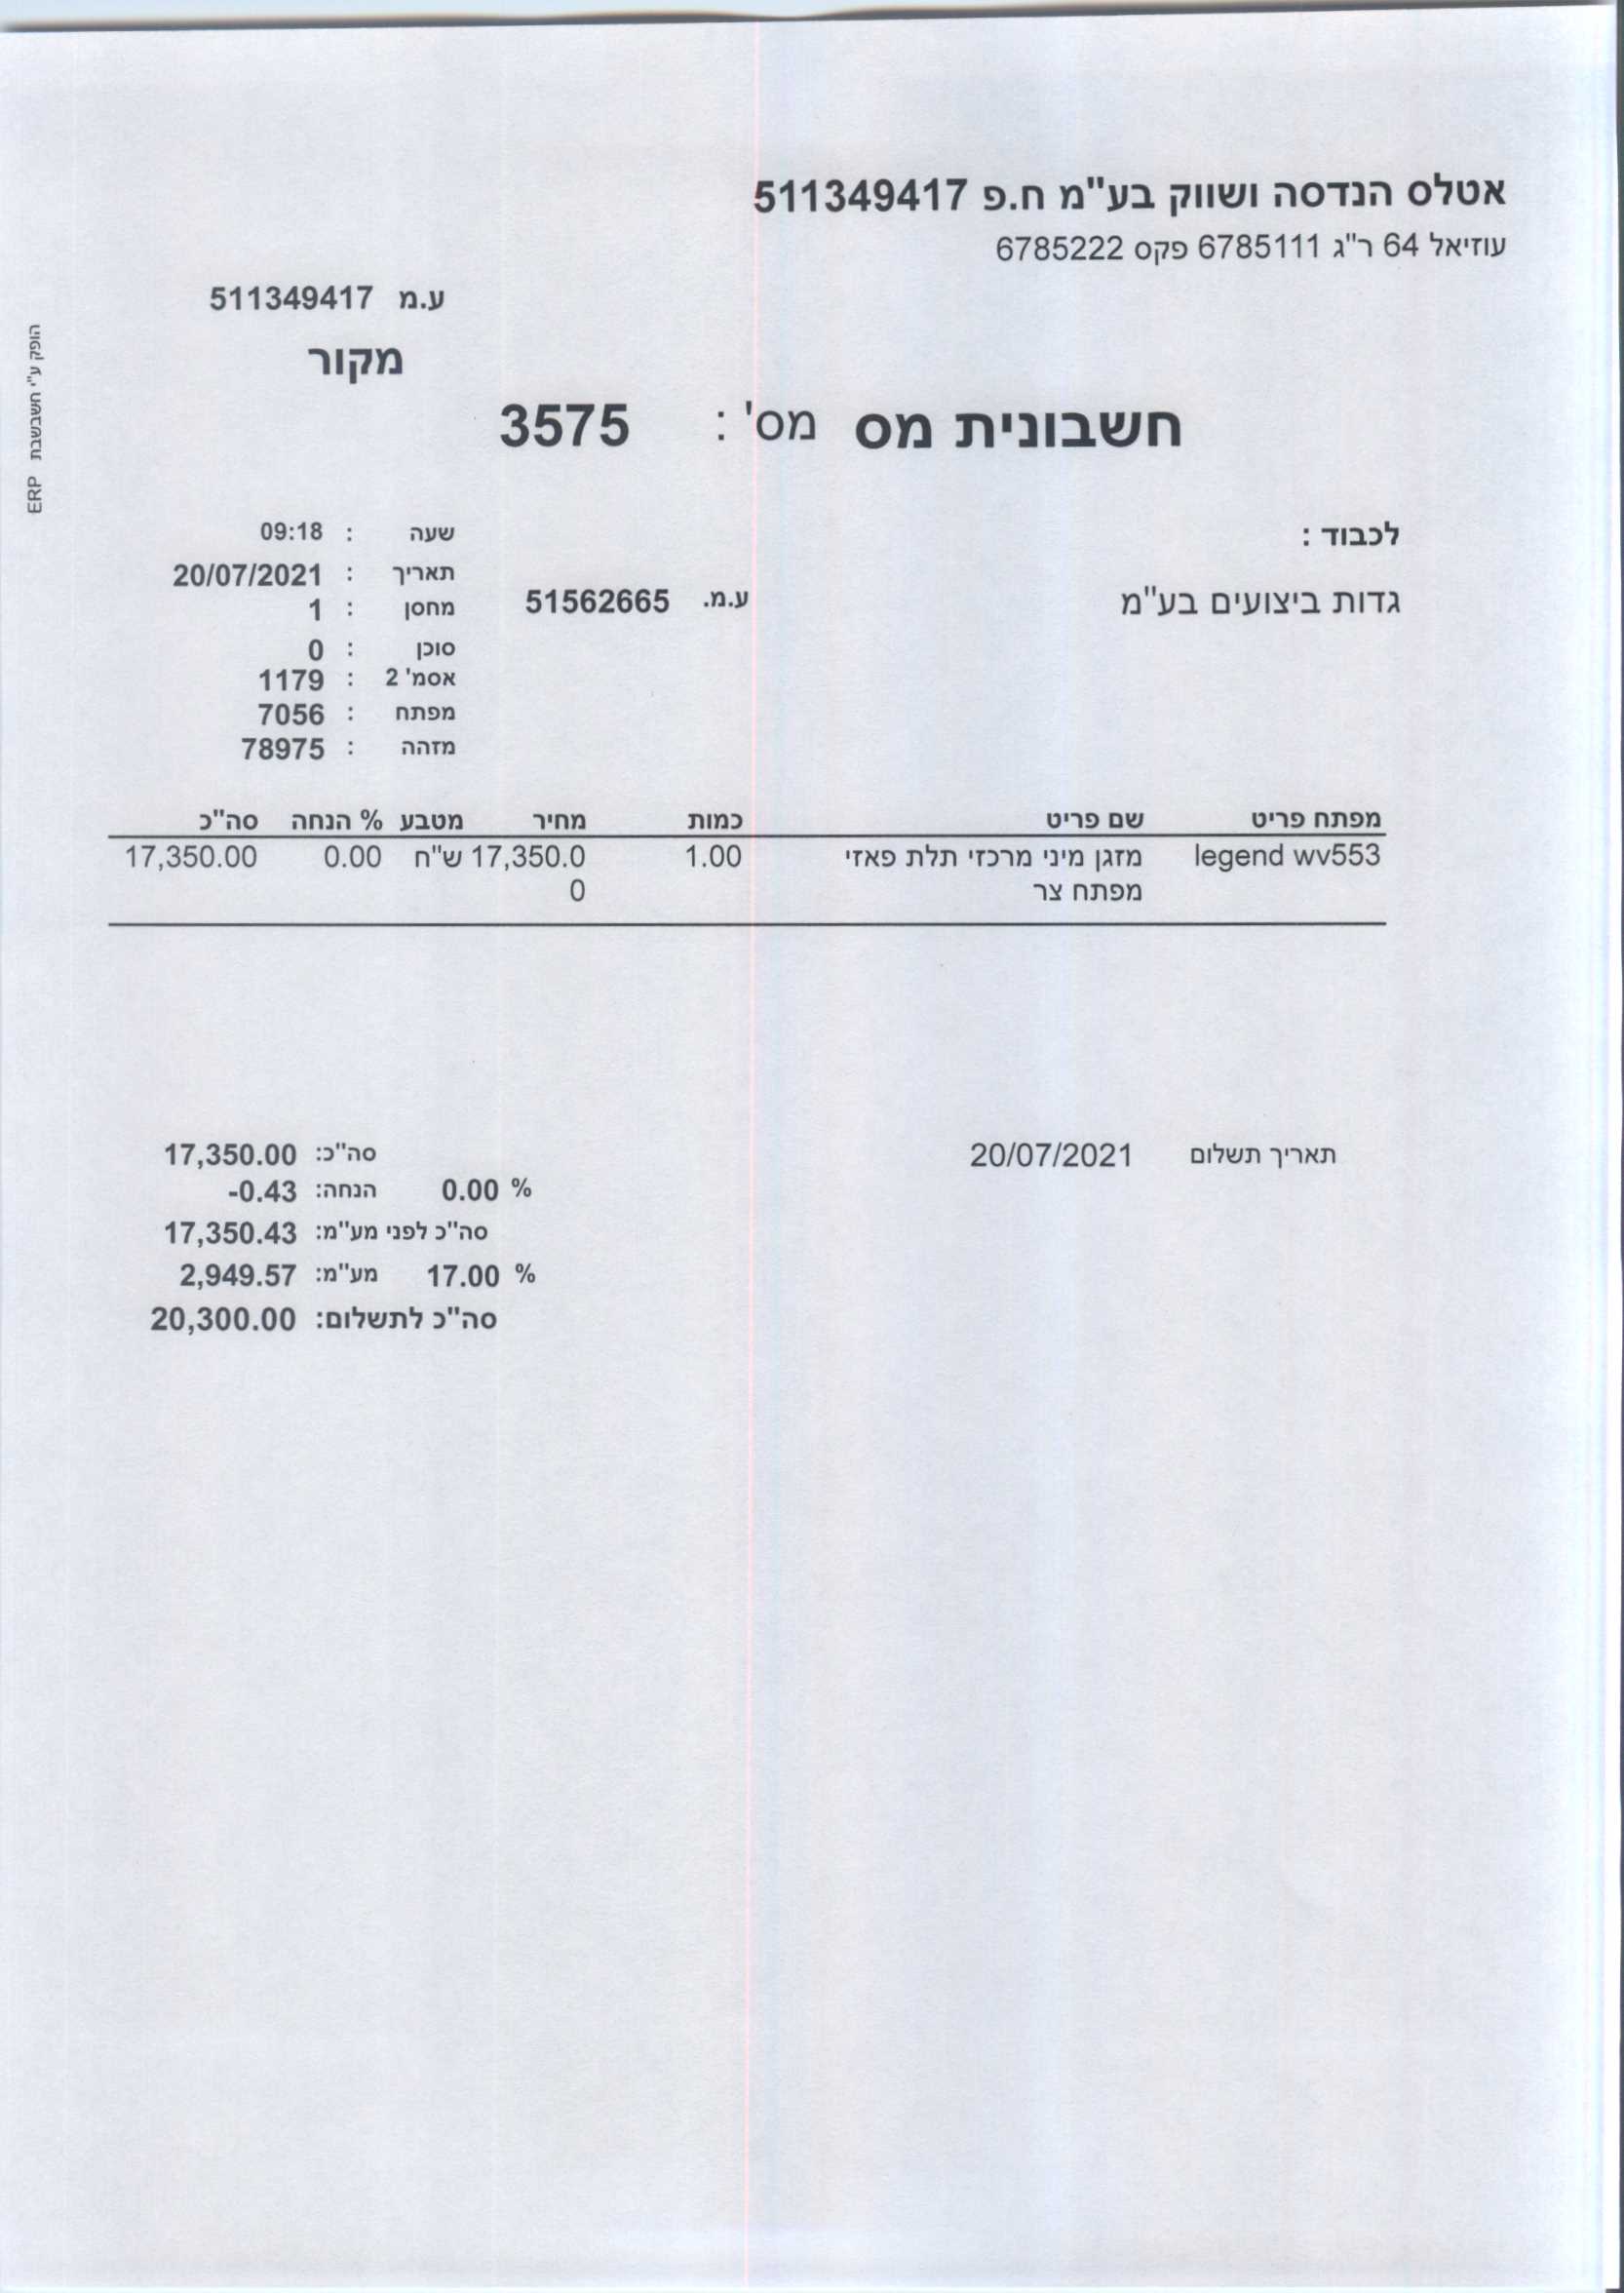 אטלס הנדסה ושווק בע"מ ח.פ 511349417
עוזיאל 64 ר"ג 6785111 פקס 6785222
ע.מ 511349417
מקור
חשבונית מס מס' : 3575
הופק ע"י חשבשבת ERP
לכבוד :
גדות ביצועים בע"מ ע.מ. 51562665
שעה : 09:18
תאריך : 20/07/2021
מחסן : 1
סוכן : 0
אסמ' 2 : 1179
מפתח : 7056
מזהה : 78975
מפתח פריט שם פריט כמות מחיר מטבע % הנחה סה"כ
legend wv553 מזגן מיני מרכזי תלת פאזי 1.00 17,350.0 ש"ח 0.00 17,350.00
מפתח צר 0
תאריך תשלום 20/07/2021
סה"כ: 17,350.00
% 0.00 הנחה: -0.43
סה"כ לפני מע"מ: 17,350.43
% 17.00 מע"מ: 2,949.57
סה"כ לתשלום: 20,300.00